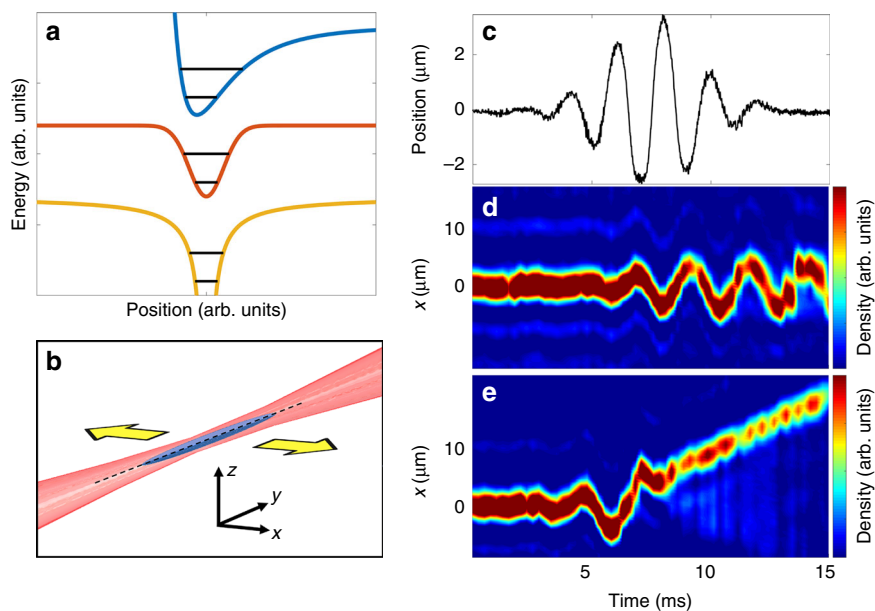 a
Energy (arb. units)
Position (arb. units)
b
z
y
x
c
Position (μm)
2
0
−2
d
x (μm)
10
0
Density (arb. units)
e
x (μm)
10
0
Density (arb. units)
5
10
15
Time (ms)